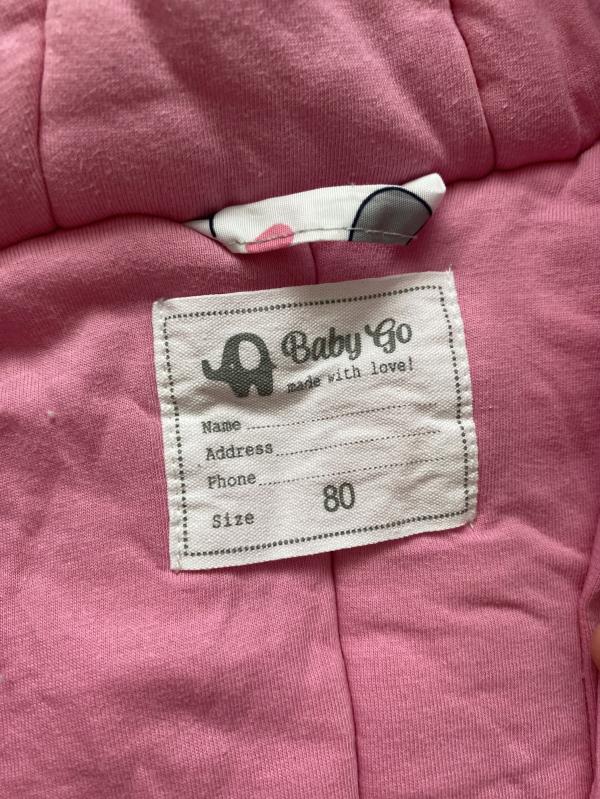 Baby Go
made with love!
Name
Address
Phone
Size 80